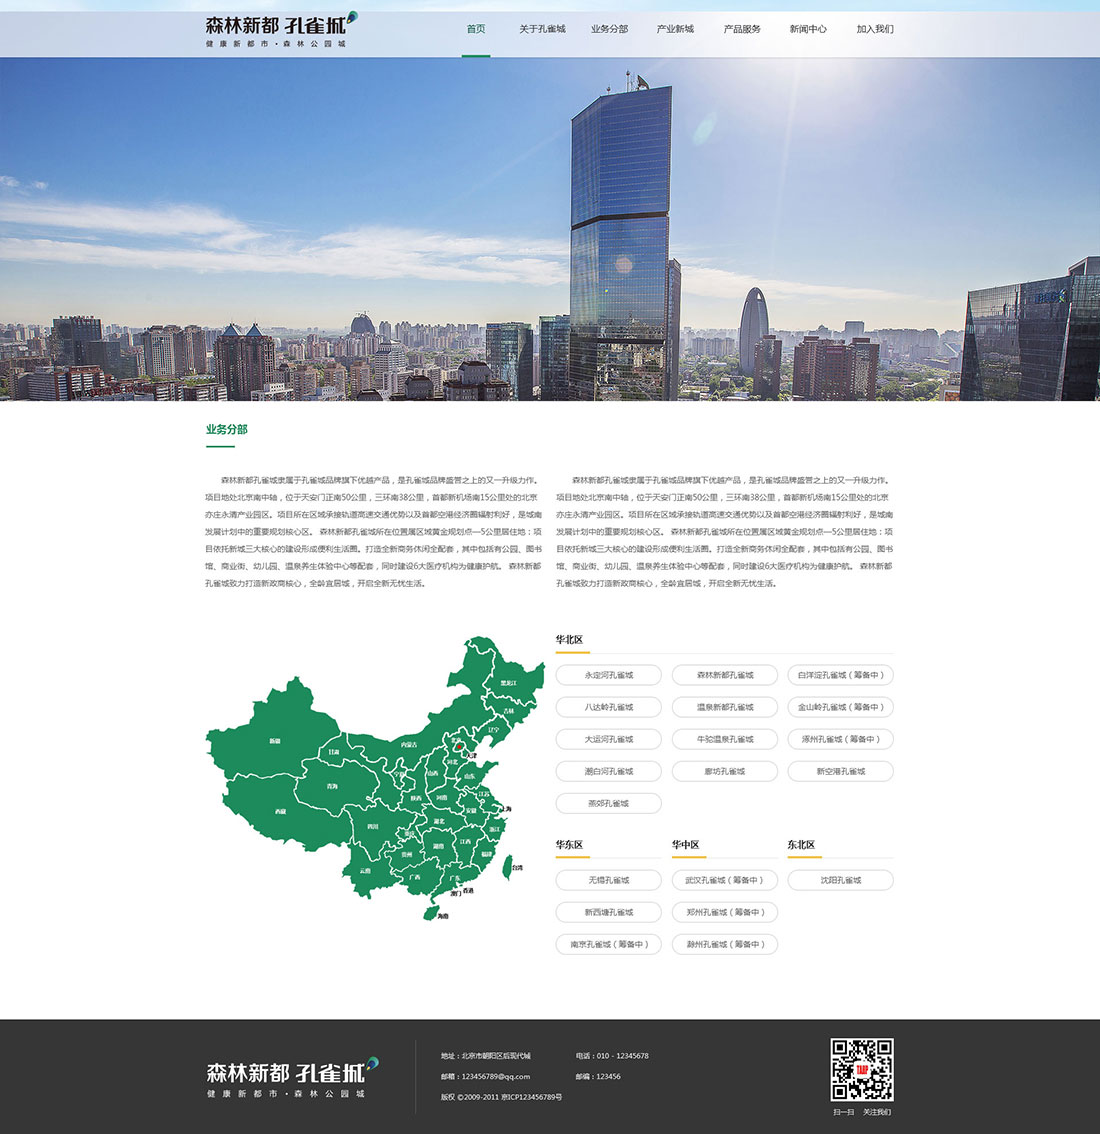 森林新都 孔雀城
健康新都市·森林公园城
首页 关于孔雀城 业务分部 产业新城 产品服务 新闻中心 加入我们
业务分部
森林新都孔雀城隶属于孔雀城品牌旗下优越产品，是孔雀城品牌盛誉之上的又一升级力作。
项目地处北京南中轴，位于天安门正南50公里，三环南38公里，首都新机场南15公里处的北京
亦庄永清产业园区。项目所在区域承接轨道高速交通优势以及首都空港经济圈辐射利好，是城南
发展计划中的重要规划核心区。 森林新都孔雀城所在位置属区域黄金规划点—5公里居住地：项
目依托新城三大核心的建设形成便利生活圈。打造全新商务休闲全配套，其中包括有公园、图书
馆、商业街、幼儿园、温泉养生体验中心等配套，同时建设6大医疗机构为健康护航。 森林新都
孔雀城致力打造新政商核心，全龄宜居城，开启全新无忧生活。
森林新都孔雀城隶属于孔雀城品牌旗下优越产品，是孔雀城品牌盛誉之上的又一升级力作。
项目地处北京南中轴，位于天安门正南50公里，三环南38公里，首都新机场南15公里处的北京
亦庄永清产业园区。项目所在区域承接轨道高速交通优势以及首都空港经济圈辐射利好，是城南
发展计划中的重要规划核心区。 森林新都孔雀城所在位置属区域黄金规划点—5公里居住地：项
目依托新城三大核心的建设形成便利生活圈。打造全新商务休闲全配套，其中包括有公园、图书
馆、商业街、幼儿园、温泉养生体验中心等配套，同时建设6大医疗机构为健康护航。 森林新都
孔雀城致力打造新政商核心，全龄宜居城，开启全新无忧生活。
黑龙江
吉林
辽宁
新疆
甘肃
内蒙古
北京
天津
河北
宁夏
山西
山东
青海
陕西
河南
江苏
西藏
安徽
上海
四川
重庆
湖北
浙江
贵州
湖南
江西
福建
云南
广西
广东
台湾
香港
澳门
海南
华北区
永定河孔雀城 森林新都孔雀城 白洋淀孔雀城（筹备中）
八达岭孔雀城 温泉新都孔雀城 金山岭孔雀城（筹备中）
大运河孔雀城 牛驼温泉孔雀城 涿州孔雀城（筹备中）
潮白河孔雀城 廊坊孔雀城 新空港孔雀城
燕郊孔雀城
华东区 华中区 东北区
无锡孔雀城 武汉孔雀城（筹备中） 沈阳孔雀城
新西塘孔雀城 郑州孔雀城（筹备中）
南京孔雀城（筹备中） 滁州孔雀城（筹备中）
森林新都 孔雀城
健康新都市·森林公园城
地址：北京市朝阳区后现代城 电话：010 - 12345678
邮箱：123456789@qq.com 邮编：123456
版权 ©2009-2011 京ICP123456789号
TARP
扫一扫 关注我们